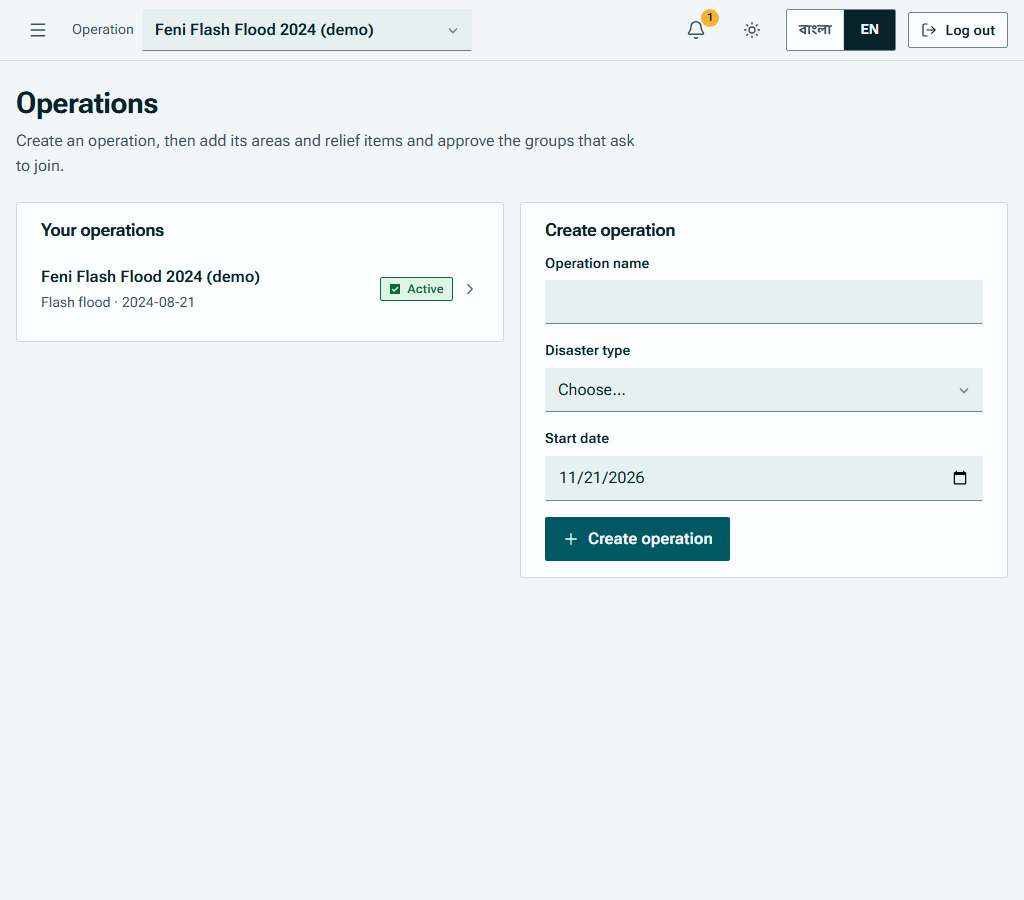 Operation
Feni Flash Flood 2024 (demo)
1
বাংলা
EN
Log out
Operations
Create an operation, then add its areas and relief items and approve the groups that ask
to join.
Your operations
Feni Flash Flood 2024 (demo)
Flash flood · 2024-08-21
Active
Create operation
Operation name
Disaster type
Choose...
Start date
11/21/2026
Create operation